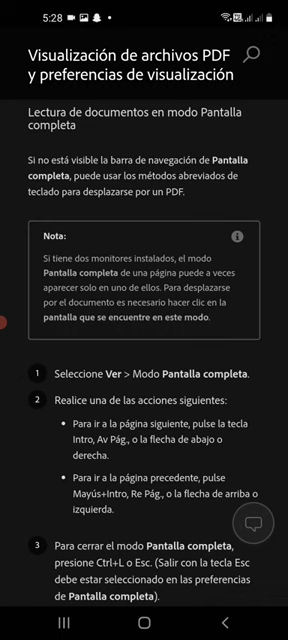 5:28
Visualización de archivos PDF
y preferencias de visualización
Lectura de documentos en modo Pantalla
completa
Si no está visible la barra de navegación de Pantalla
completa, puede usar los métodos abreviados de
teclado para desplazarse por un PDF.
Nota:
Si tiene dos monitores instalados, el modo
Pantalla completa de una página puede a veces
aparecer solo en uno de ellos. Para desplazarse
por el documento es necesario hacer clic en la
pantalla que se encuentre en este modo.
1 Seleccione Ver > Modo Pantalla completa.
2 Realice una de las acciones siguientes:
• Para ir a la página siguiente, pulse la tecla
Intro, Av Pág., o la flecha de abajo o
derecha.
• Para ir a la página precedente, pulse
Mayús+Intro, Re Pág., o la flecha de arriba o
izquierda.
3 Para cerrar el modo Pantalla completa,
presione Ctrl+L o Esc. (Salir con la tecla Esc
debe estar seleccionado en las preferencias
de Pantalla completa).